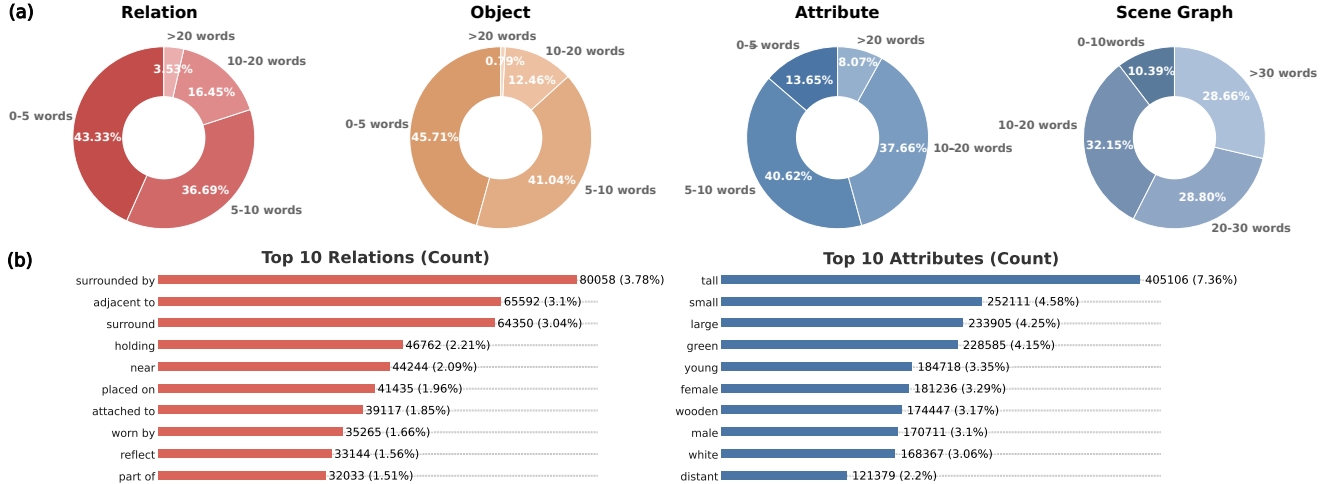 (a)
Relation
>20 words
3.53%
10-20 words
16.45%
0-5 words
43.33%
36.69%
5-10 words
Object
>20 words
0.79%
10-20 words
12.46%
0-5 words
45.71%
41.04%
5-10 words
Attribute
0-5 words
>20 words
8.07%
13.65%
37.66%
10-20 words
40.62%
5-10 words
Scene Graph
0-10words
10.39%
>30 words
28.66%
10-20 words
32.15%
28.80%
20-30 words
(b)
Top 10 Relations (Count)
surrounded by 80058 (3.78%)
adjacent to 65592 (3.1%)
surround 64350 (3.04%)
holding 46762 (2.21%)
near 44244 (2.09%)
placed on 41435 (1.96%)
attached to 39117 (1.85%)
worn by 35265 (1.66%)
reflect 33144 (1.56%)
part of 32033 (1.51%)
Top 10 Attributes (Count)
tall 405106 (7.36%)
small 252111 (4.58%)
large 233905 (4.25%)
green 228585 (4.15%)
young 184718 (3.35%)
female 181236 (3.29%)
wooden 174447 (3.17%)
male 170711 (3.1%)
white 168367 (3.06%)
distant 121379 (2.2%)